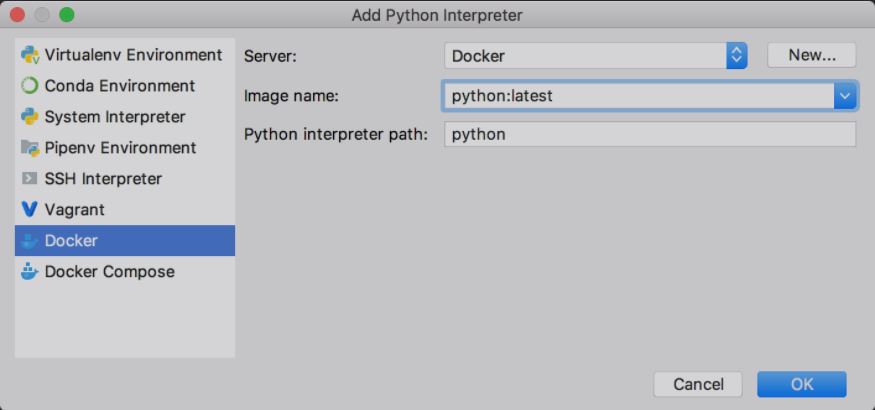 Add Python Interpreter
Virtualenv Environment
Conda Environment
System Interpreter
Pipenv Environment
SSH Interpreter
Vagrant
Docker
Docker Compose
Server:
Docker
New...
Image name:
python:latest
Python interpreter path:
python
Cancel
OK